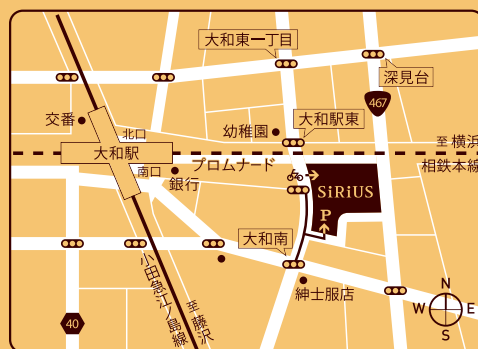 大和東一丁目
深見台
467
交番
北口
幼稚園
大和駅東
至 横浜
大和駅
プロムナード
相鉄本線
南口
銀行
SiRiUS
P
大和南
小田急江ノ島線
至 藤沢
紳士服店
40
N
W E
S